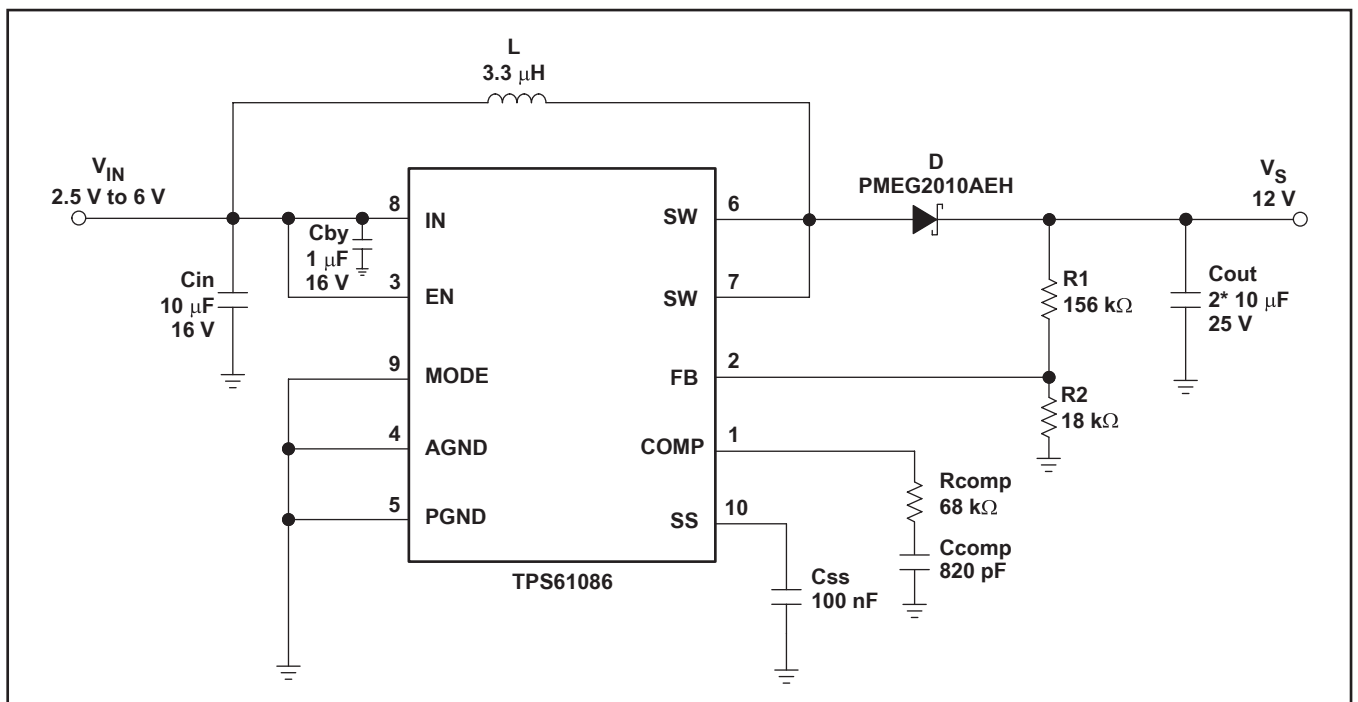 L
3.3 μH
V_IN
2.5 V to 6 V
Cin
10 μF
16 V
Cby
1 μF
16 V
8
IN
3
EN
9
MODE
4
AGND
5
PGND
SW
6
SW
7
FB
2
COMP
1
SS
10
TPS61086
D
PMEG2010AEH
V_S
12 V
R1
156 kΩ
Cout
2* 10 μF
25 V
R2
18 kΩ
Rcomp
68 kΩ
Ccomp
820 pF
Css
100 nF